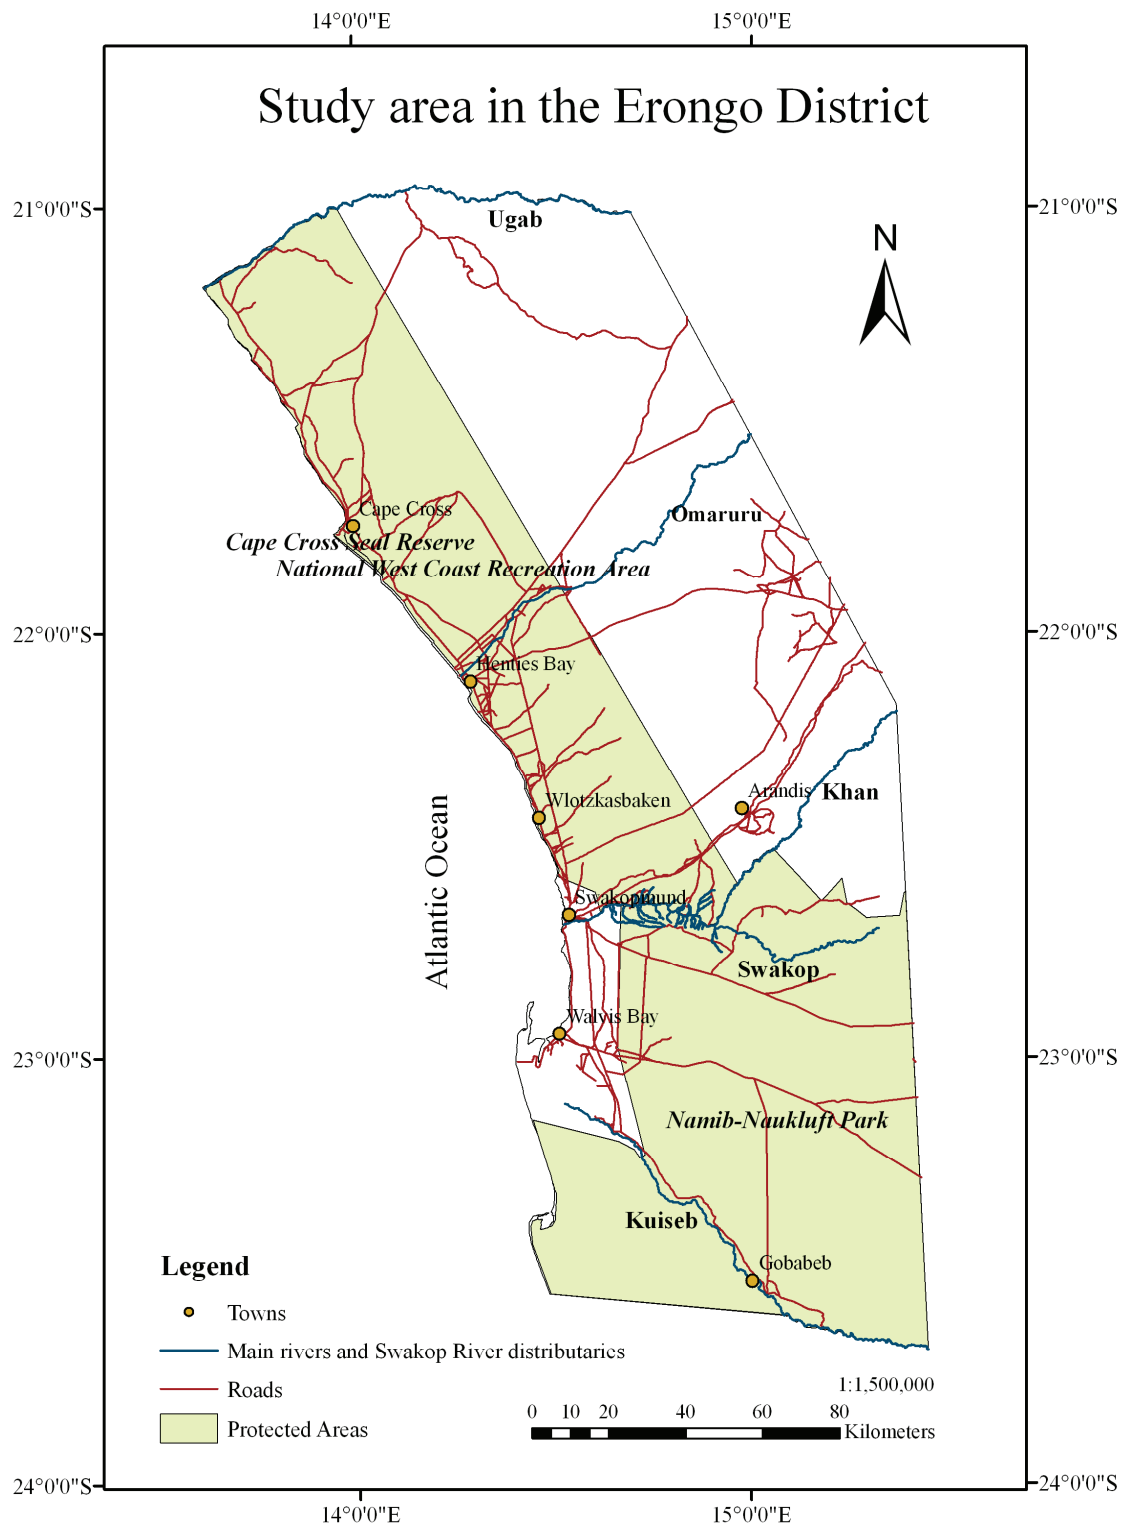 14°0'0"E 15°0'0"E
Study area in the Erongo District
21°0'0"S 21°0'0"S
Ugab
N
Cape Cross
Omaruru
Cape Cross Seal Reserve
National West Coast Recreation Area
22°0'0"S 22°0'0"S
Henties Bay
Wlotzkasbaken
Arandis
Khan
Atlantic Ocean
Swakopmund
Swakop
Walvis Bay
23°0'0"S 23°0'0"S
Namib-Naukluft Park
Kuiseb
Gobabeb
Legend
Towns
Main rivers and Swakop River distributaries
Roads
Protected Areas
1:1,500,000
0 10 20 40 60 80
Kilometers
24°0'0"S 24°0'0"S
14°0'0"E 15°0'0"E